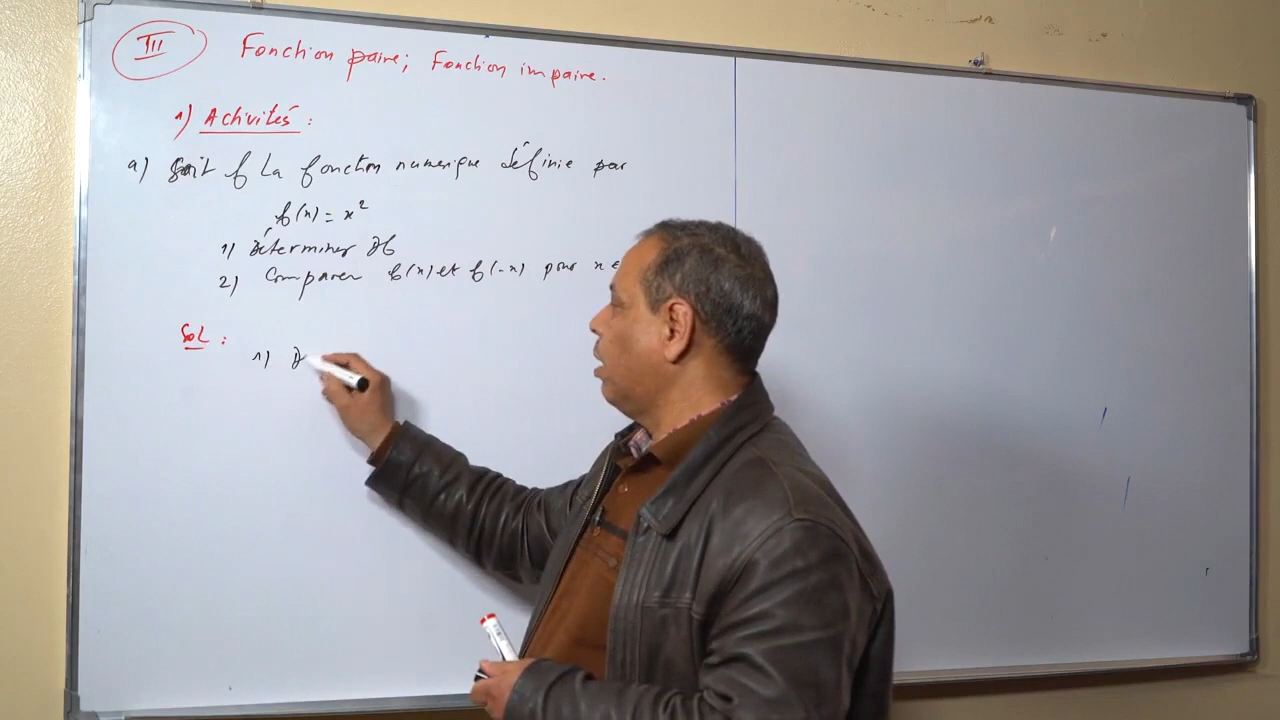 III Fonction paire; Fonction impaire.
1) Activités :
a) Soit f La fonction numérique définie par
f(x) = x²
1) Déterminer Df
2) Comparer f(x) et f(-x) pour x ∈
Sol :
1) D